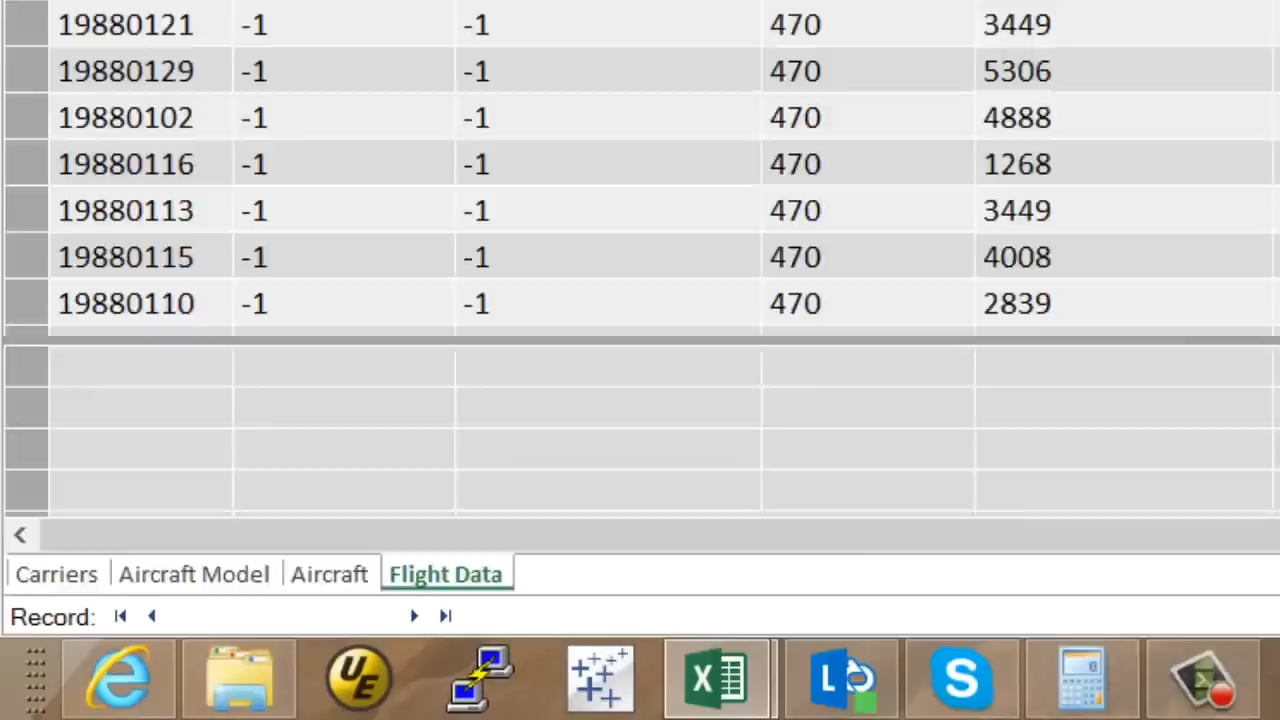 19880121 -1 -1 470 3449
19880129 -1 -1 470 5306
19880102 -1 -1 470 4888
19880116 -1 -1 470 1268
19880113 -1 -1 470 3449
19880115 -1 -1 470 4008
19880110 -1 -1 470 2839
Carriers Aircraft Model Aircraft Flight Data
Record:
UE X L S 0